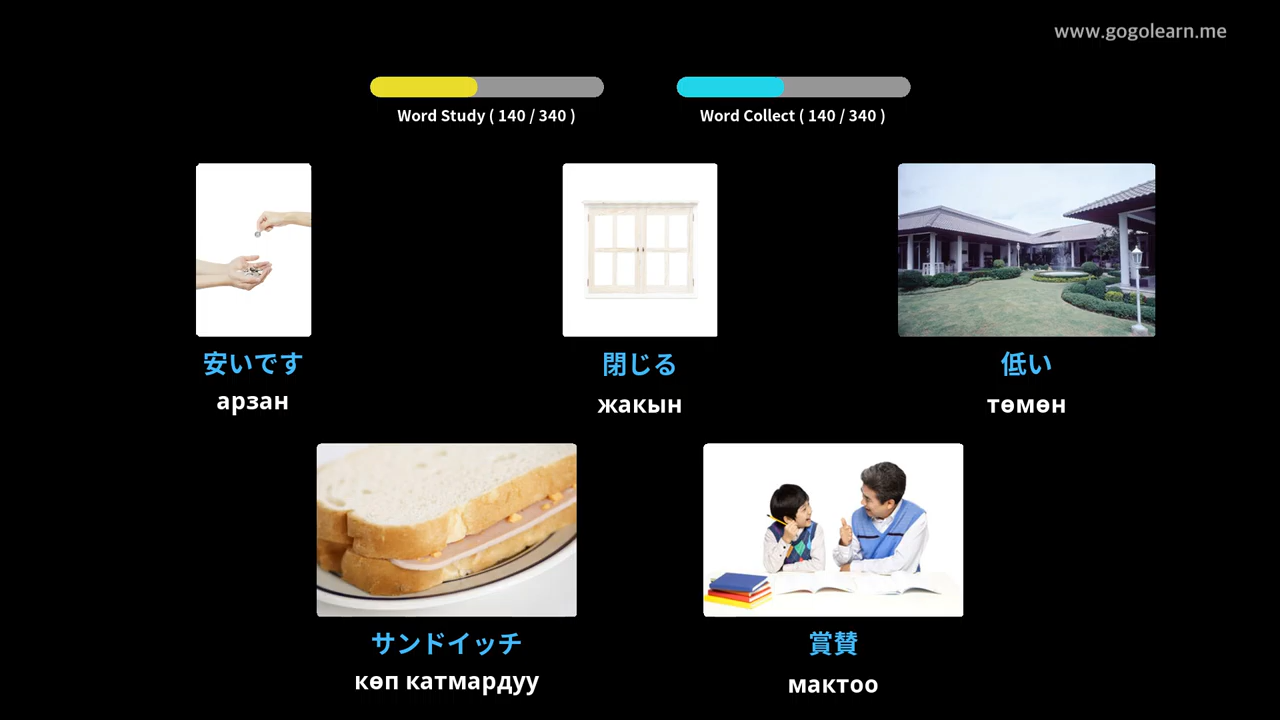 www.gogolearn.me
Word Study ( 140 / 340 )
Word Collect ( 140 / 340 )
安いです
арзан
閉じる
жакын
低い
төмөн
サンドイッチ
көп катмардуу
賞賛
мактоо